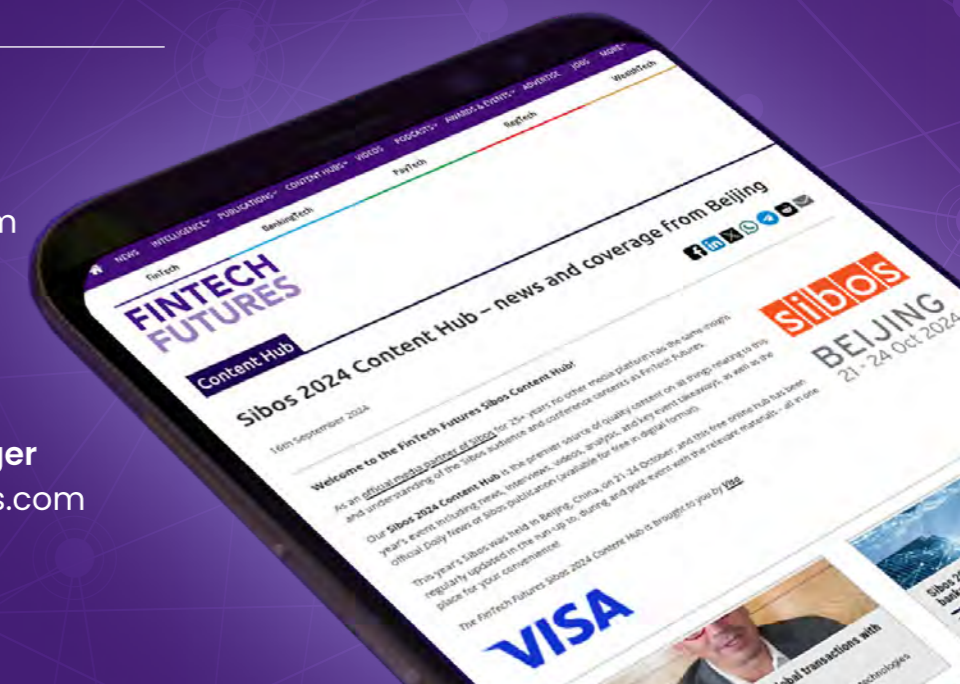 m
ger
s.com
NEWS INTELLIGENCE PUBLICATIONS CONTENT HUBS VIDEOS PODCASTS AWARDS & EVENTS ADVERTISE JOBS MORE
FinTech BankingTech PayTech RegTech WealthTech
FINTECH
FUTURES
Content Hub
Sibos 2024 Content Hub – news and coverage from Beijing
16th September 2024
sibos
BEIJING
21 - 24 Oct 2024
Welcome to the FinTech Futures Sibos Content Hub!
As an official media partner of Sibos for 25+ years no other media platform has the same insight
and understanding of the Sibos audience and conference contents as FinTech Futures.
Our Sibos 2024 Content Hub is the premier source of quality content on all things relating to this
year's event including news, interviews, videos, analysis, and key event takeaways, as well as the
official Daily News at Sibos publication (available for free in digital format).
This year's Sibos was held in Beijing, China, on 21-24 October, and this free online hub has been
regularly updated in the run-up to, during and post-event with the relevant materials – all in one
place for your convenience!
The FinTech Futures Sibos 2024 Content Hub is brought to you by Visa.
VISA
global transactions with
technologies
Sibos 20
bank